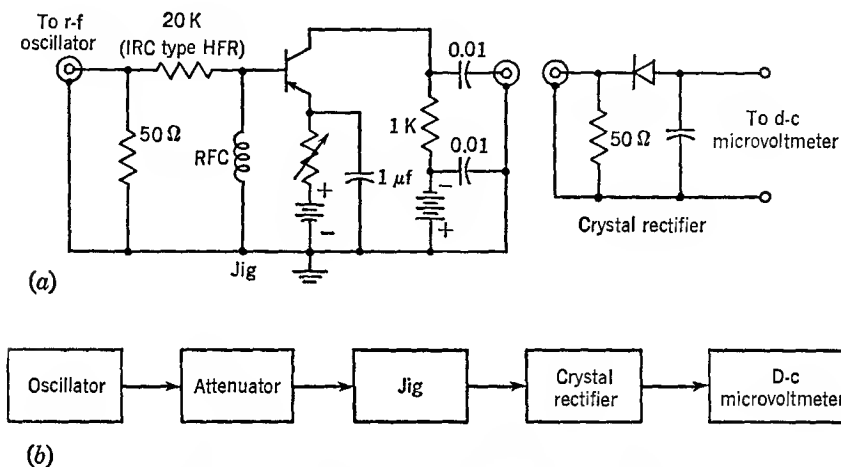 To r-f
oscillator
20 K
(IRC type HFR)
50 Ω
RFC
+
−
1 μf
1 K
0.01
0.01
−
+
Jig
(a)
50 Ω
To d-c
microvoltmeter
Crystal rectifier
Oscillator
Attenuator
Jig
Crystal
rectifier
D-c
microvoltmeter
(b)